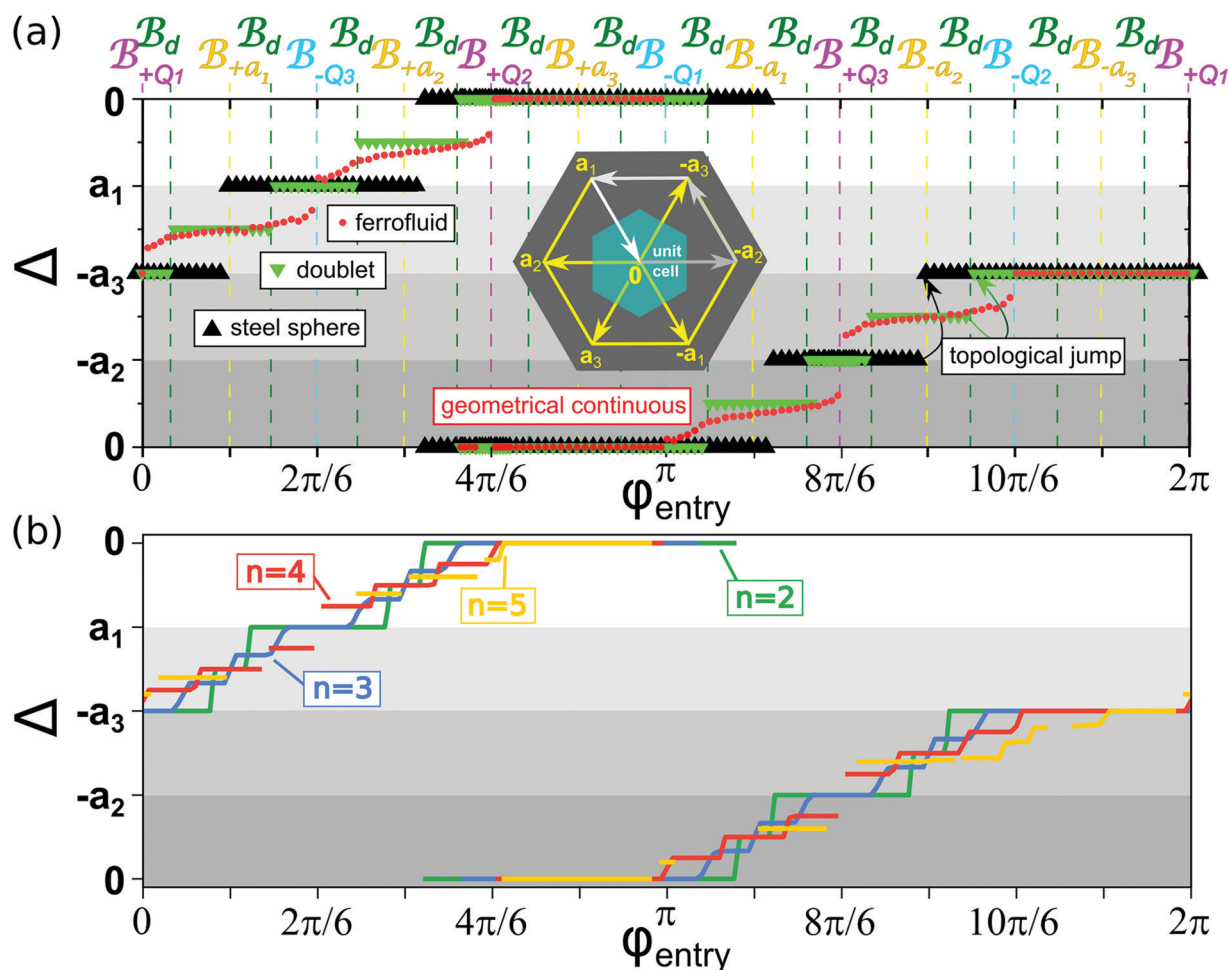 (a)
ℬd ℬd ℬd ℬd ℬd ℬd ℬd ℬd ℬd ℬd ℬd ℬd
ℬ+Q1 ℬ+a1 ℬ-Q3 ℬ+a2 ℬ+Q2 ℬ+a3 ℬ-Q1 ℬ-a1 ℬ+Q3 ℬ-a2 ℬ-Q2 ℬ-a3 ℬ+Q1
0
a1
-a3
-a2
0
Δ
ferrofluid
doublet
steel sphere
a1 -a3
a2 0 unit cell -a2
a3 -a1
topological jump
geometrical continuous
0 2π/6 4π/6 π 8π/6 10π/6 2π
φentry
(b)
0
a1
-a3
-a2
0
Δ
n=4
n=5
n=2
n=3
0 2π/6 4π/6 π 8π/6 10π/6 2π
φentry